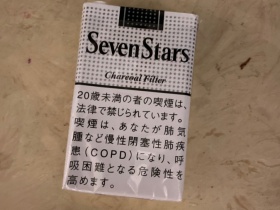 SevenStars
Charcoal Filter
20歳未満の者の喫煙は、
法律で禁じられています。
喫煙は、あなたが肺気
腫など慢性閉塞性肺疾
患(COPD)になり、呼
吸困難となる危険性を
高めます。